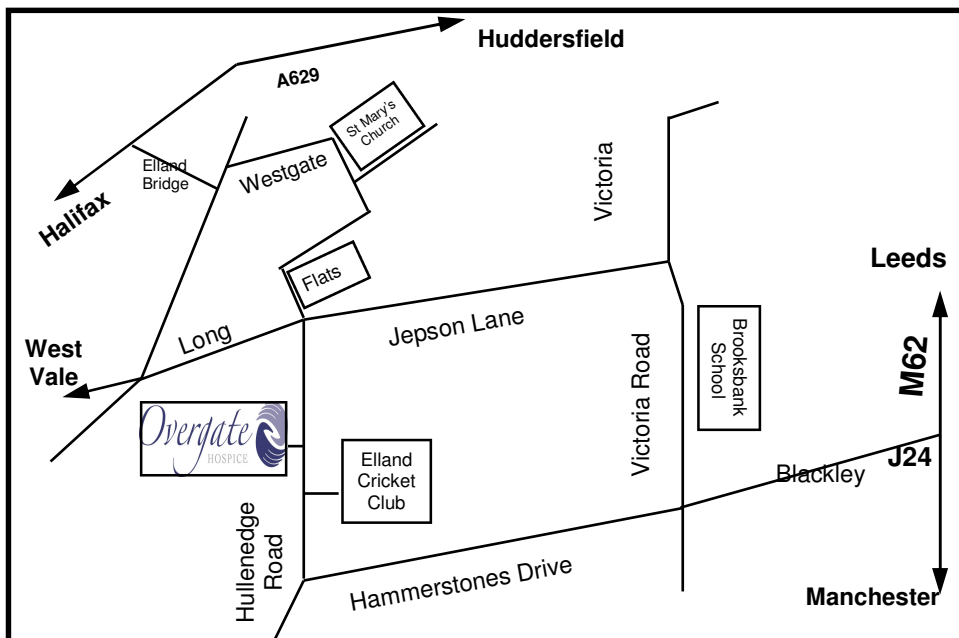 Huddersfield
A629
St Mary's
Church
Elland
Bridge
Westgate
Victoria
Halifax
Flats
Leeds
Long
Jepson Lane
West
Vale
M62
Brooksbank
School
Victoria Road
Overgate
HOSPICE
Elland
Cricket
Club
J24
Blackley
Hullenedge
Road
Hammerstones Drive
Manchester